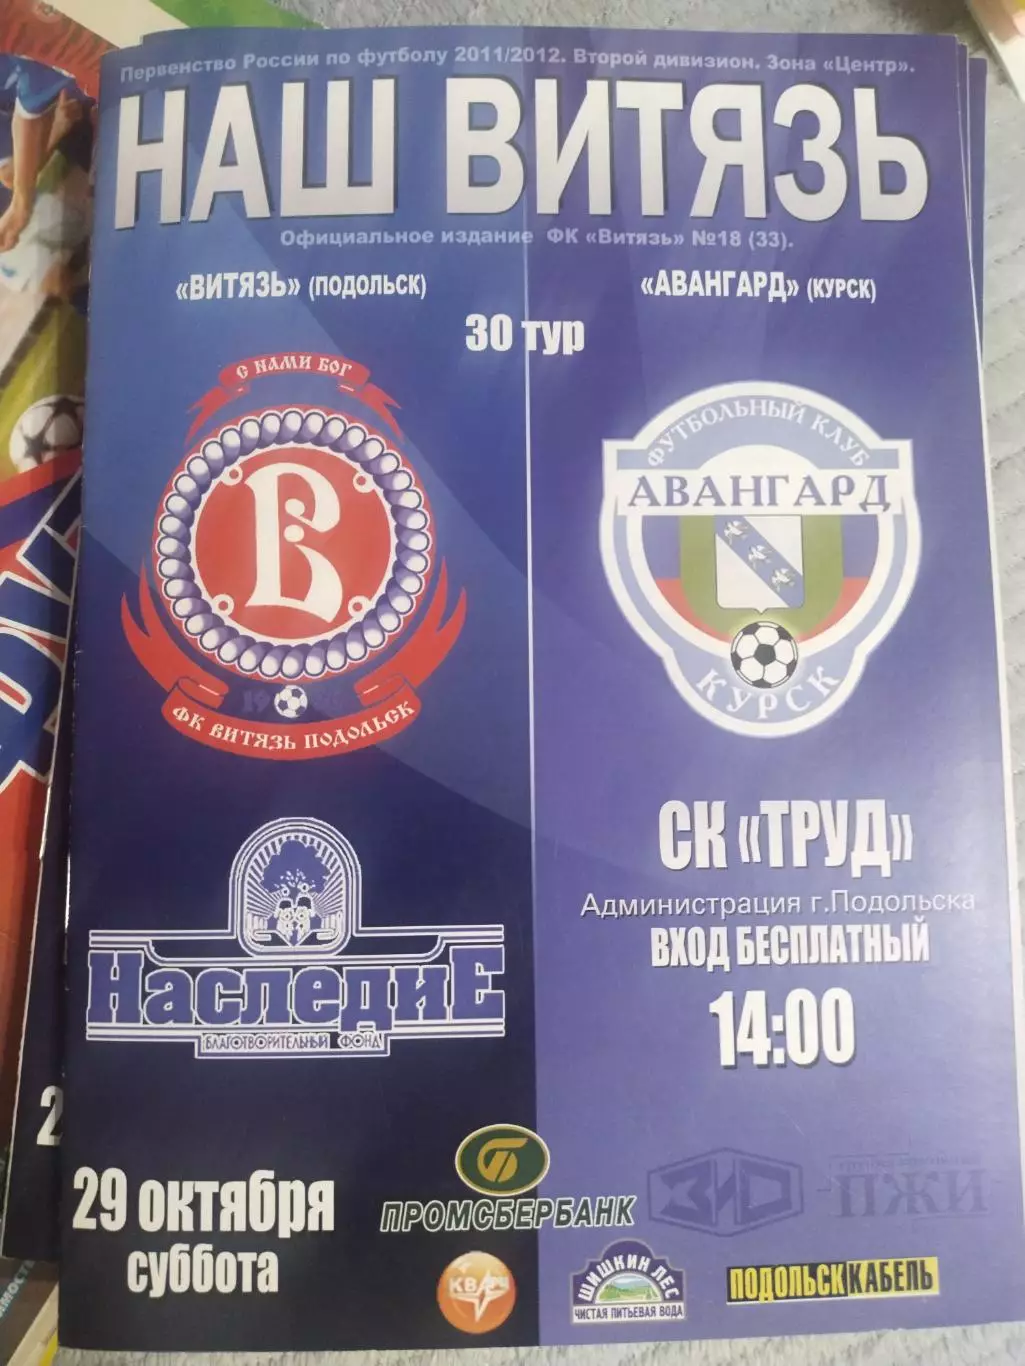 Первенство России по футболу 2011/2012. Второй дивизион. Зона «Центр».
НАШ ВИТЯЗЬ
Официальное издание ФК «Витязь» №18 (33).
«ВИТЯЗЬ» (ПОДОЛЬСК)
«АВАНГАРД» (КУРСК)
30 тур
С НАМИ БОГ
В
ФК ВИТЯЗЬ ПОДОЛЬСК
ФУТБОЛЬНЫЙ КЛУБ
АВАНГАРД
КУРСК
СК «ТРУД»
Администрация г.Подольска
ВХОД БЕСПЛАТНЫЙ
14:00
НаследиЕ
БЛАГОТВОРИТЕЛЬНЫЙ ФОНД
29 октября
суббота
ПРОМСБЕРБАНК
ЗиО-ПЖИ
КВАРЦ
ШИШКИН ЛЕС
ЧИСТАЯ ПИТЬЕВАЯ ВОДА
ПОДОЛЬСККАБЕЛЬ